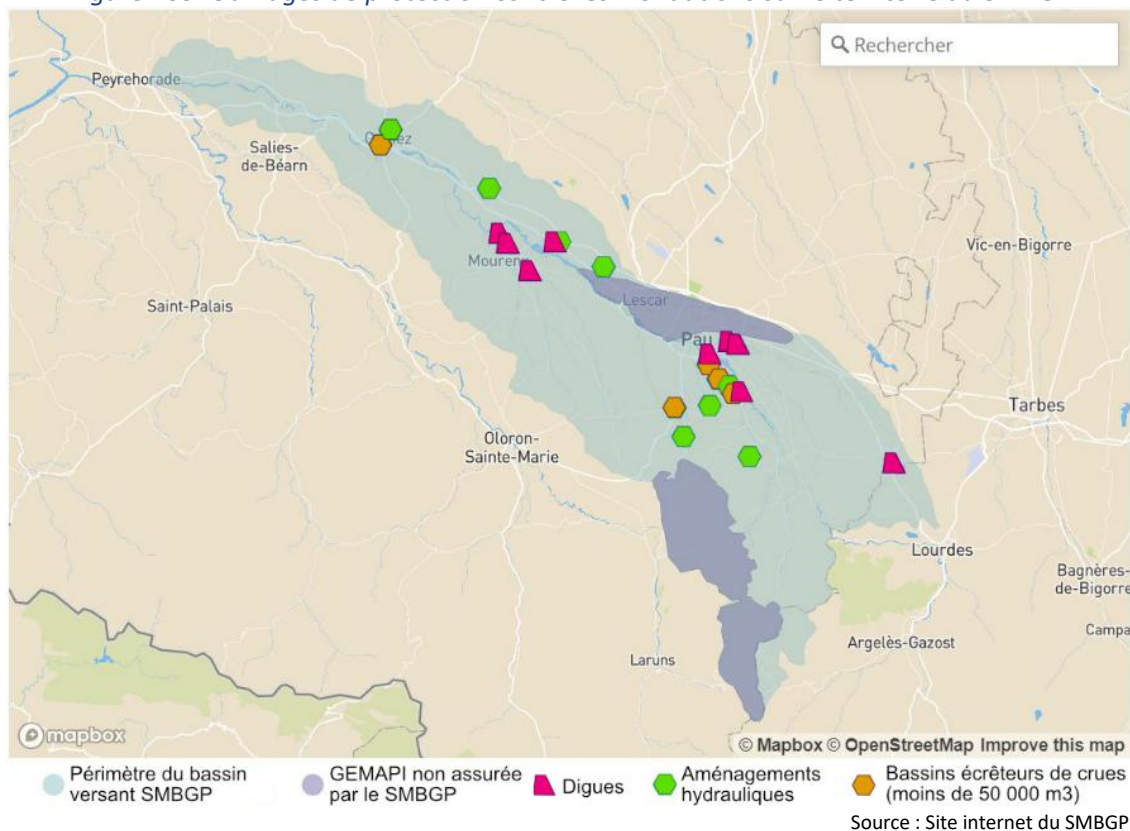 Rechercher
Peyrehorade
Salies-
de-Béarn
Vic-en-Bigorre
Saint-Palais
Lescar
Pau
Tarbes
Oloron-
Sainte-Marie
Lourdes
Bagnères-
de-Bigorre
Campa
Argelès-Gazost
Laruns
mapbox
© Mapbox © OpenStreetMap Improve this map
Périmètre du bassin
versant SMBGP
GEMAPI non assurée
par le SMBGP
Digues
Aménagements
hydrauliques
Bassins écrêteurs de crues
(moins de 50 000 m3)
Source : Site internet du SMBGP